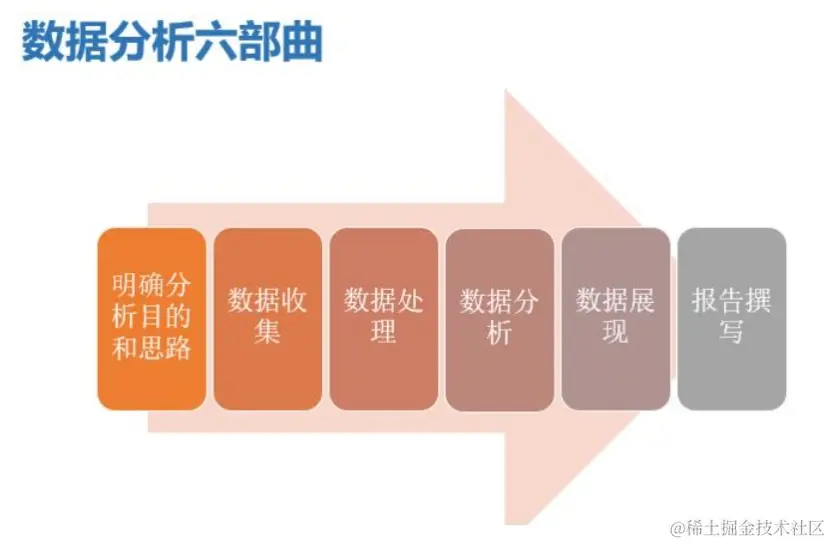 数据分析六部曲
明确分
析目的
和思路
数据收
集
数据处
理
数据分
析
数据展
现
报告撰
写
@稀土掘金技术社区